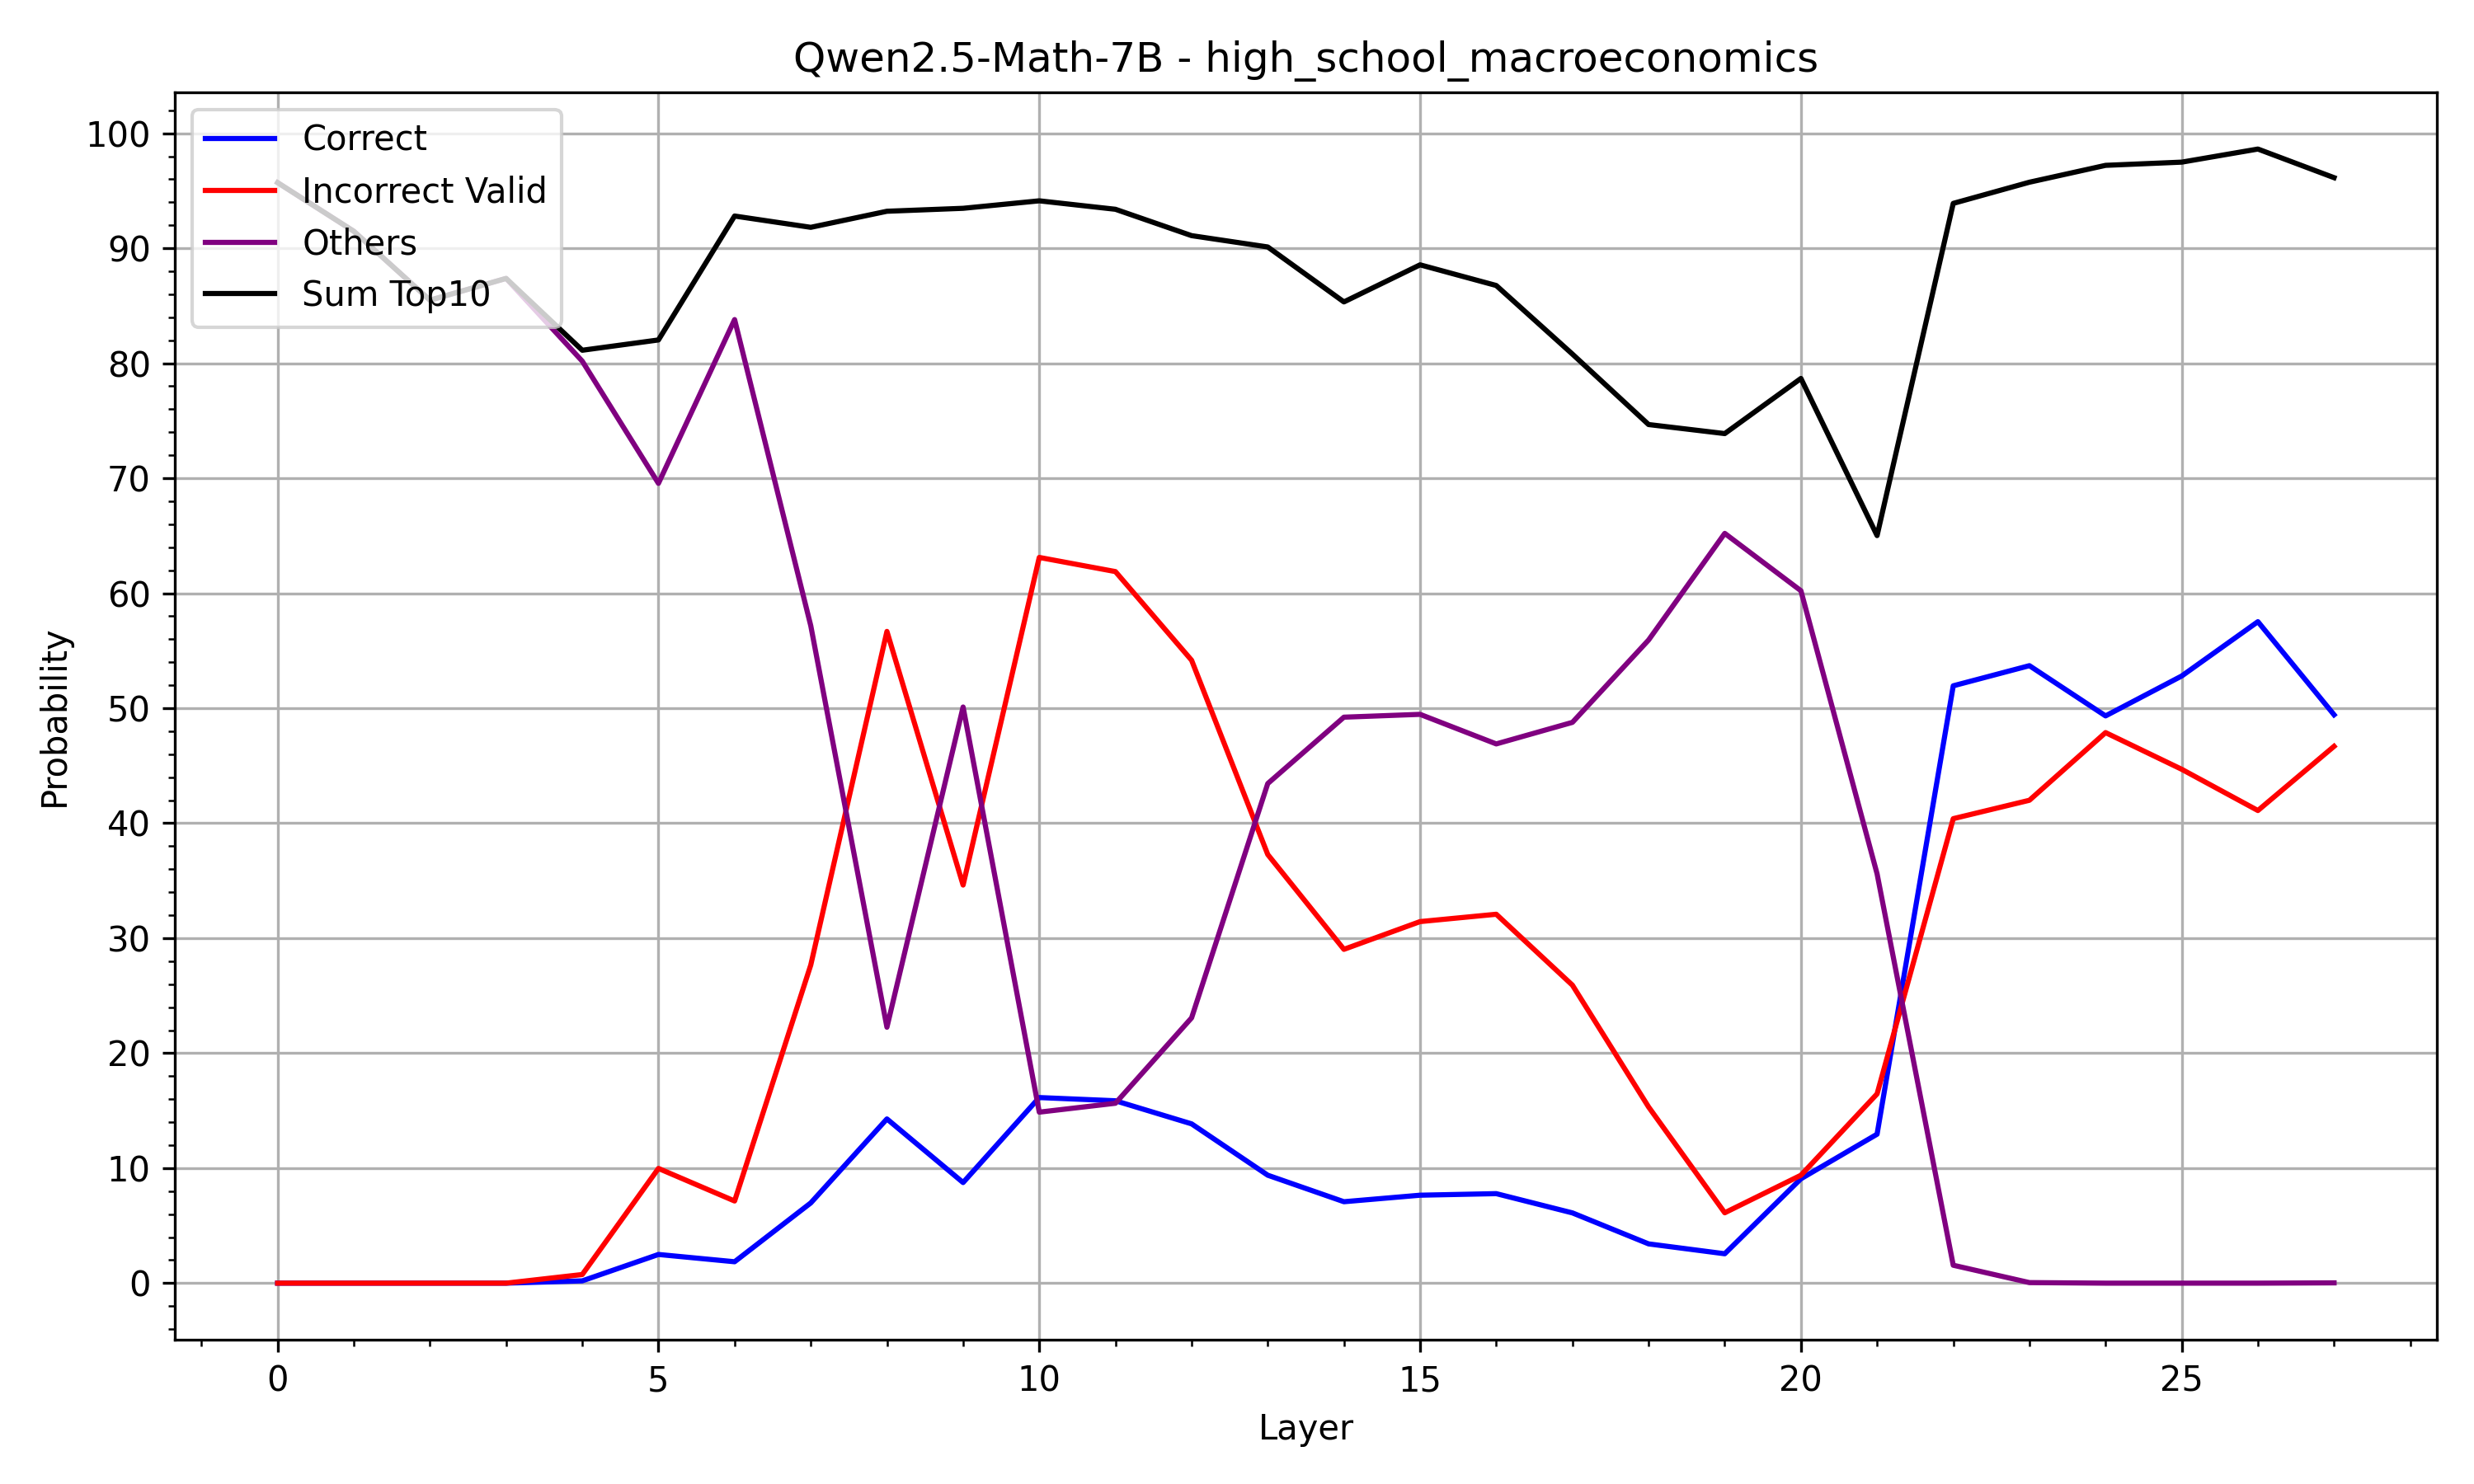 Qwen2.5-Math-7B - high_school_macroeconomics
Correct
Incorrect Valid
Others
Sum Top10
Probability
100
90
80
70
60
50
40
30
20
10
0
0 5 10 15 20 25
Layer